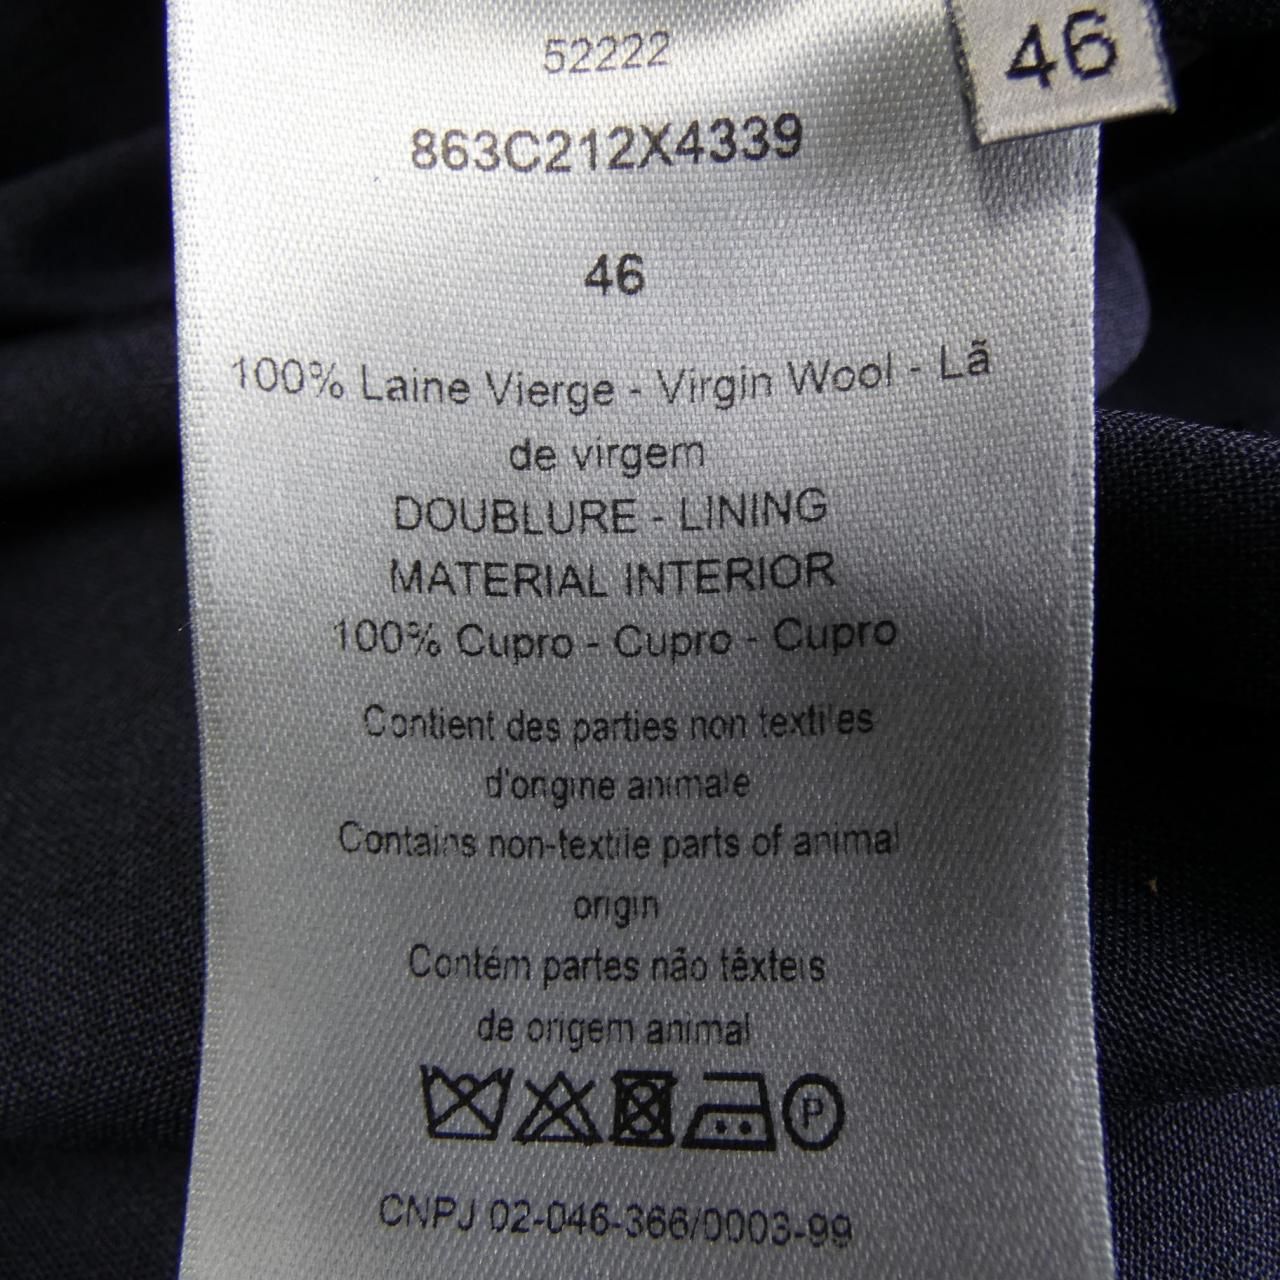 46
52222
863C212X4339
46
100% Laine Vierge - Virgin Wool - Lã
de virgem
DOUBLURE - LINING
MATERIAL INTERIOR
100% Cupro - Cupro - Cupro
Contient des parties non textiles
d'origine animale
Contains non-textile parts of animal
origin
Contém partes não têxteis
de origem animal
P
CNPJ 02-046-366/0003-99